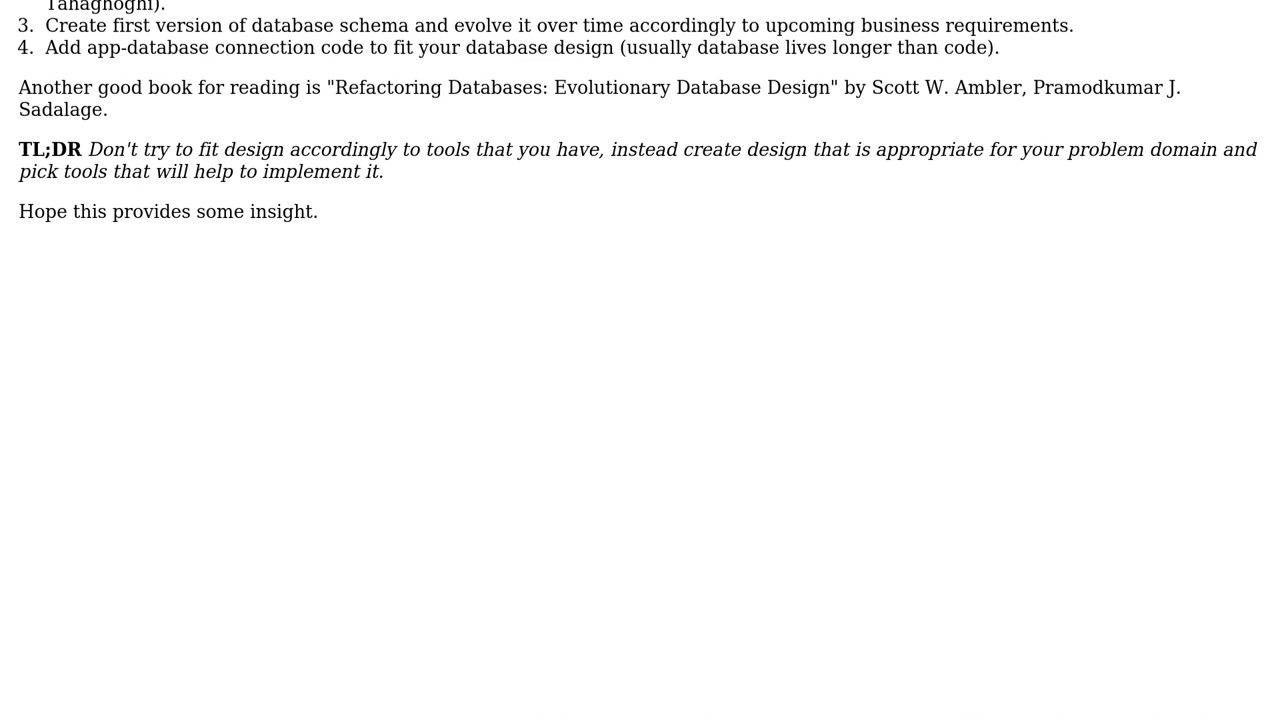 Tahaghoghi).
3. Create first version of database schema and evolve it over time accordingly to upcoming business requirements.
4. Add app-database connection code to fit your database design (usually database lives longer than code).
Another good book for reading is "Refactoring Databases: Evolutionary Database Design" by Scott W. Ambler, Pramodkumar J.
Sadalage.
TL;DR Don't try to fit design accordingly to tools that you have, instead create design that is appropriate for your problem domain and
pick tools that will help to implement it.
Hope this provides some insight.